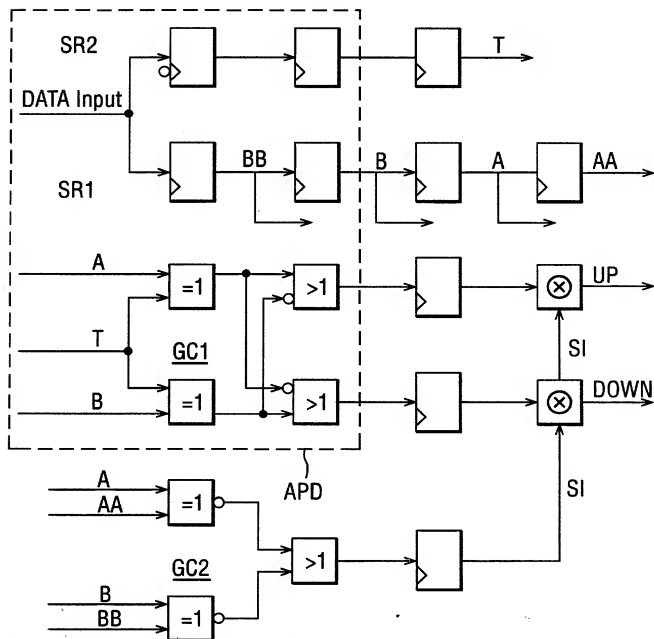 SR2
T
DATA Input
SR1
BB
B
A
AA
A
=1
>1
UP
T
GC1
SI
B
=1
>1
DOWN
APD
SI
A
AA
=1
GC2
>1
B
BB
=1